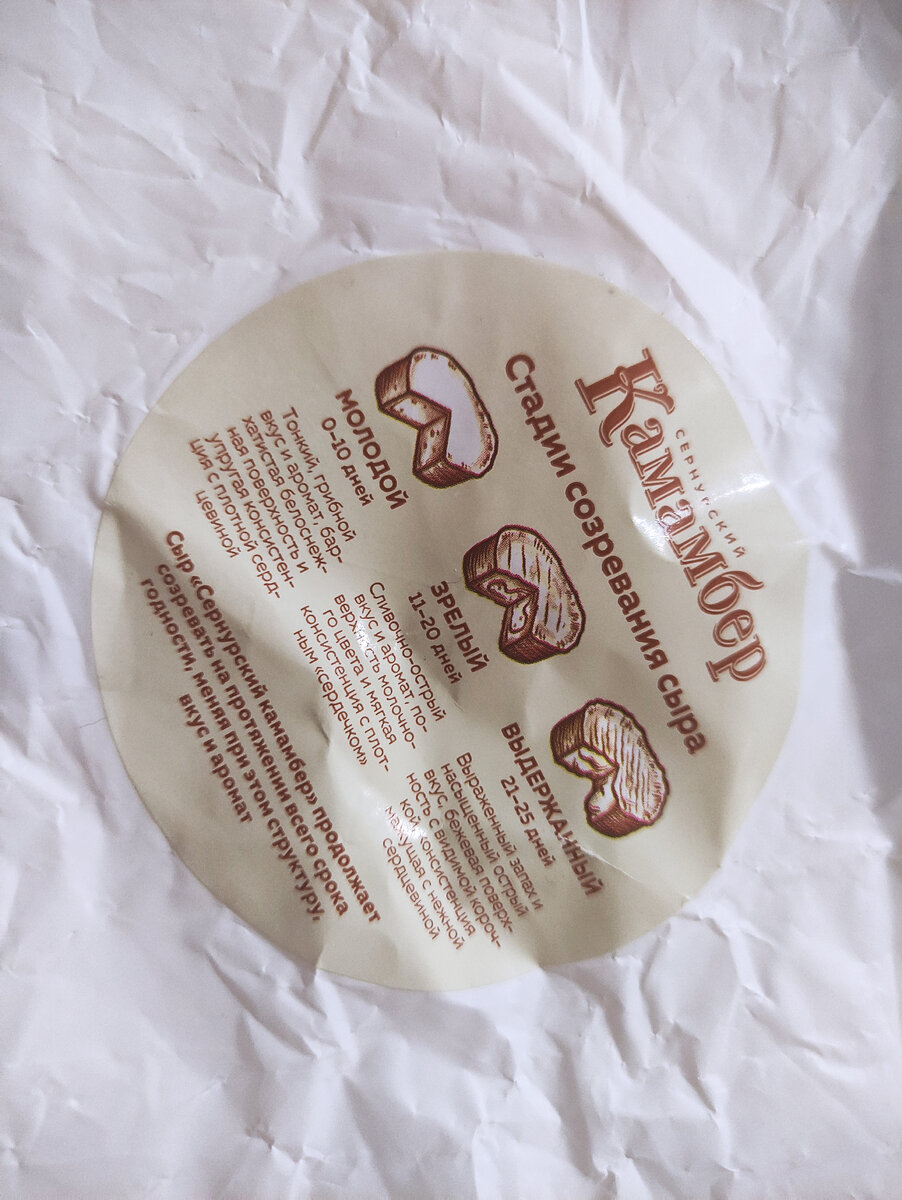 СЕРНУРСКИЙ
Камамбер
Стадии созревания сыра
МОЛОДОЙ
0-10 дней
Тонкий, грибной
вкус и аромат, бар-
хатистая белоснеж-
ная поверхность и
упругая консистен-
ция с плотной серд-
цевиной
ЗРЕЛЫЙ
11-20 дней
Сливочно-острый
вкус и аромат, по-
верхность молочно-
го цвета и мягкая
консистенция с плот-
ным «сердечком»
ВЫДЕРЖАННЫЙ
21-25 дней
Выраженный запах и
насыщенный острый
вкус, бежевая поверх-
ность с видимой короч-
кой, консистенция
мажущая с нежной
сердцевиной
Сыр «Сернурский камамбер» продолжает
созревать на протяжении всего срока
годности, меняя при этом структуру,
вкус и аромат